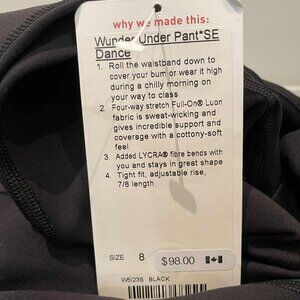 why we made this:
Wunder Under Pant*SE
Dance
1. Roll the waistband down to
cover your bum or wear it high
during a chilly morning on
your way to class
2. Four-way stretch Full-On® Luon
fabric is sweat-wicking and
gives incredible support and
coverage with a cottony-soft
feel
3. Added LYCRA® fibre bends with
you and stays in great shape
4. Tight fit, adjustable rise,
7/8 length
SIZE 8 $98.00
W5I23S BLACK